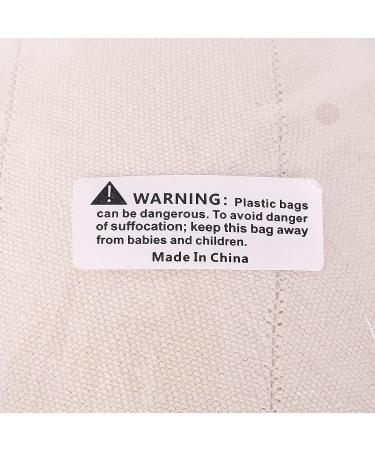 WARNING: Plastic bags
can be dangerous. To avoid danger
of suffocation; keep this bag away
from babies and children.
Made In China